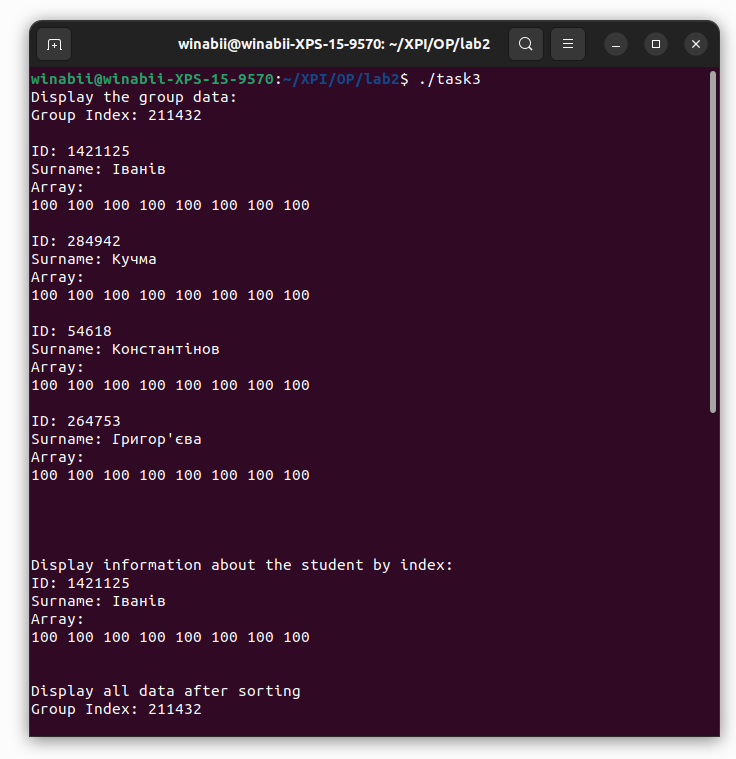 winabii@winabii-XPS-15-9570: ~/XPI/OP/lab2
winabii@winabii-XPS-15-9570:~/XPI/OP/lab2$ ./task3
Display the group data:
Group Index: 211432
ID: 1421125
Surname: Іванів
Array:
100 100 100 100 100 100 100 100
ID: 284942
Surname: Кучма
Array:
100 100 100 100 100 100 100 100
ID: 54618
Surname: Константінов
Array:
100 100 100 100 100 100 100 100
ID: 264753
Surname: Григор'єва
Array:
100 100 100 100 100 100 100 100
Display information about the student by index:
ID: 1421125
Surname: Іванів
Array:
100 100 100 100 100 100 100 100
Display all data after sorting
Group Index: 211432